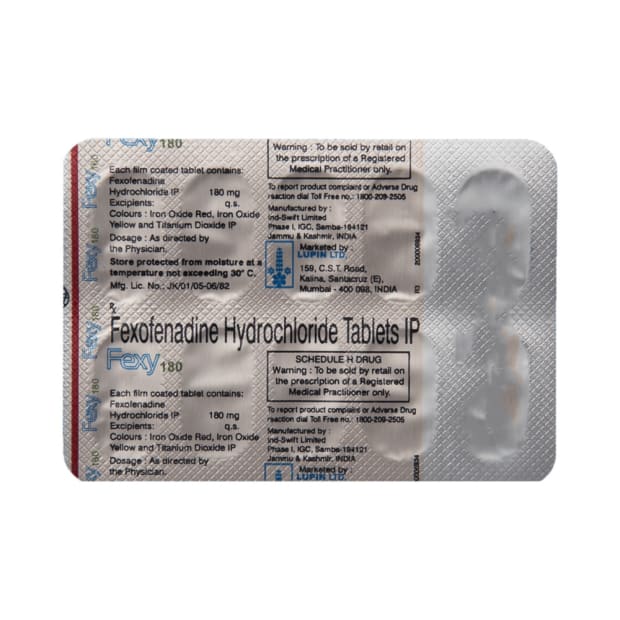 Fexy 180
Each film coated tablet contains:
Fexofenadine
Hydrochloride IP 180 mg
Excipients: q.s.
Colours : Iron Oxide Red, Iron Oxide
Yellow and Titanium Dioxide IP
Dosage : As directed by
the Physician.
Store protected from moisture at a
temperature not exceeding 30° C.
Mfg. Lic. No.: JK/01/05-06/82
Warning : To be sold by retail on
the prescription of a Registered
Medical Practitioner only.
To report product complaint or Adverse Drug
reaction dial Toll Free no.: 1800-209-2505
Manufactured by :
Ind-Swift Limited
Phase I, IGC, Samba-184121
Jammu & Kashmir, INDIA
Marketed by
LUPIN LTD.
159, C.S.T. Road,
Kalina, Santacruz (E),
Mumbai - 400 098, INDIA
Rx
Fexofenadine Hydrochloride Tablets IP
Fexy 180
Each film coated tablet contains:
Fexofenadine
Hydrochloride IP 180 mg
Excipients: q.s.
Colours : Iron Oxide Red, Iron Oxide
Yellow and Titanium Dioxide IP
Dosage : As directed by
the Physician.
SCHEDULE H DRUG
Warning : To be sold by retail on
the prescription of a Registered
Medical Practitioner only.
To report product complaint or Adverse Drug
reaction dial Toll Free no.: 1800-209-2505
Manufactured by :
Ind-Swift Limited
Phase I, IGC, Samba-184121
Jammu & Kashmir, INDIA
Marketed by
LUPIN LTD.
Fexy 180
Fexy 180
Fexy 180
Fexy 180